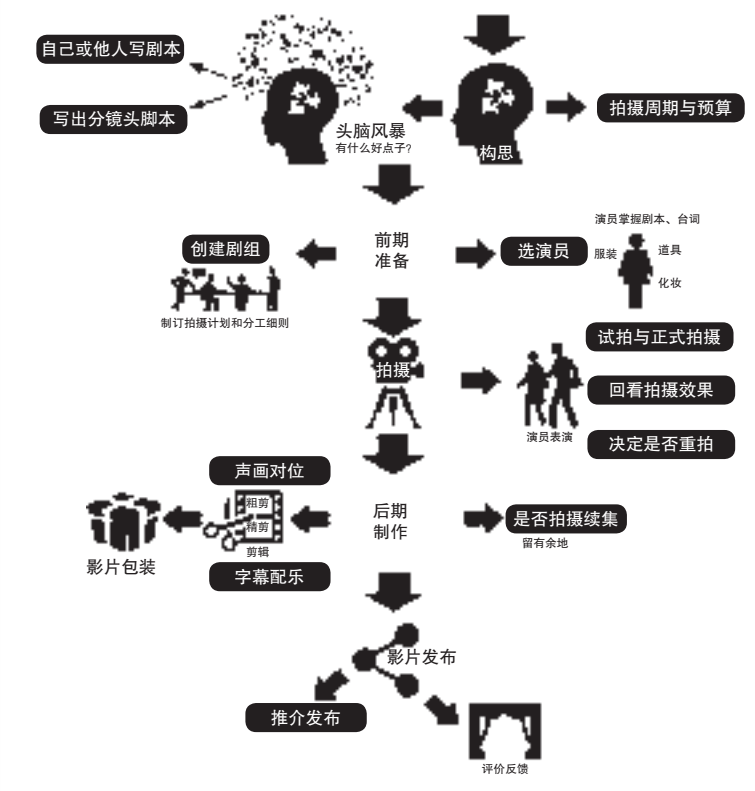 自己或他人写剧本
写出分镜头脚本
头脑风暴
有什么好点子?
构思
拍摄周期与预算
创建剧组
制订拍摄计划和分工细则
前期
准备
选演员
演员掌握剧本、台词
服装
道具
化妆
拍摄
演员表演
试拍与正式拍摄
回看拍摄效果
决定是否重拍
声画对位
粗剪
精剪
剪辑
字幕配乐
影片包装
后期
制作
是否拍摄续集
留有余地
影片发布
推介发布
评价反馈